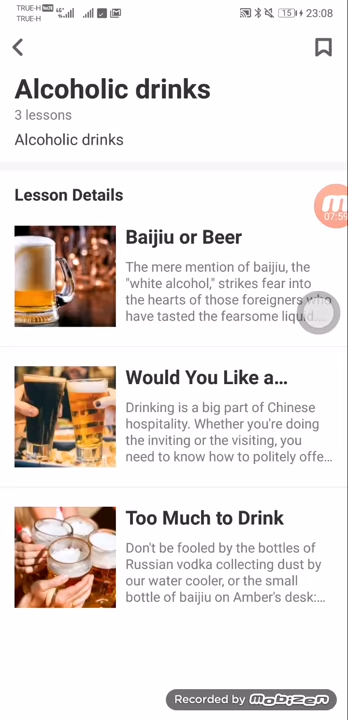 TRUE-H VoLTE 4G
TRUE-H
15 23:08
Alcoholic drinks
3 lessons
Alcoholic drinks
Lesson Details
07:59
Baijiu or Beer
The mere mention of baijiu, the
"white alcohol," strikes fear into
the hearts of those foreigners who
have tasted the fearsome liquid...
Would You Like a...
Drinking is a big part of Chinese
hospitality. Whether you're doing
the inviting or the visiting, you
need to know how to politely offe...
Too Much to Drink
Don't be fooled by the bottles of
Russian vodka collecting dust by
our water cooler, or the small
bottle of baijiu on Amber's desk:...
Recorded by mobizen